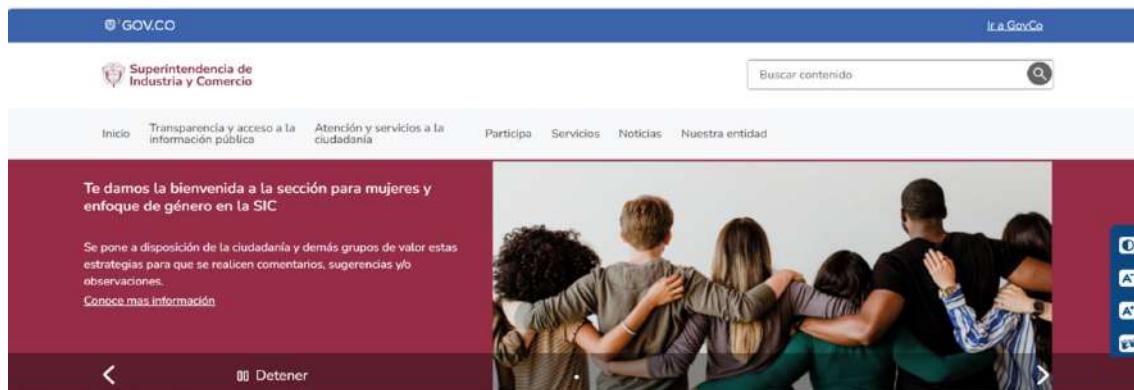 GOV.CO
Ir a GovCo
Superintendencia de
Industria y Comercio
Buscar contenido
Inicio
Transparencia y acceso a la
información pública
Atención y servicios a la
ciudadanía
Participa
Servicios
Noticias
Nuestra entidad
Te damos la bienvenida a la sección para mujeres y
enfoque de género en la SIC
Se pone a disposición de la ciudadanía y demás grupos de valor estas
estrategias para que se realicen comentarios, sugerencias y/o
observaciones.
Conoce mas información
Detener
A-
A+